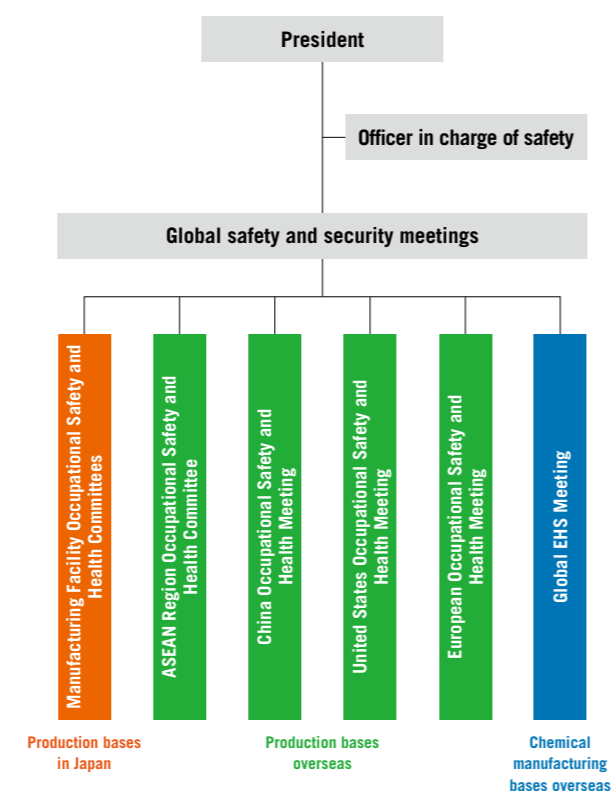 President
Officer in charge of safety
Global safety and security meetings
Manufacturing Facility Occupational Safety and
Health Committees
ASEAN Region Occupational Safety and
Health Committee
China Occupational Safety and
Health Meeting
United States Occupational Safety and
Health Meeting
European Occupational Safety and
Health Meeting
Global EHS Meeting
Production bases
in Japan
Production bases
overseas
Chemical
manufacturing
bases overseas